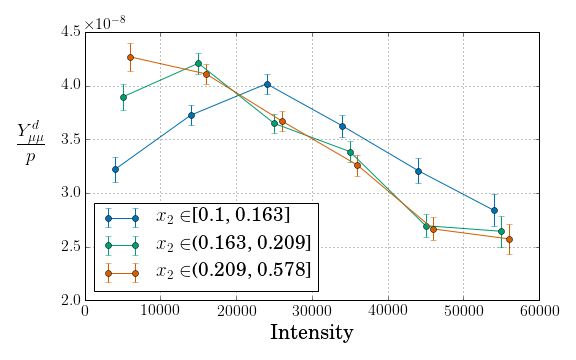 ×10⁻⁸
4.5
4.0
3.5
3.0
2.5
2.0
Y^d_μμ
p
x₂ ∈[0.1, 0.163]
x₂ ∈(0.163, 0.209]
x₂ ∈(0.209, 0.578]
0 10000 20000 30000 40000 50000 60000
Intensity